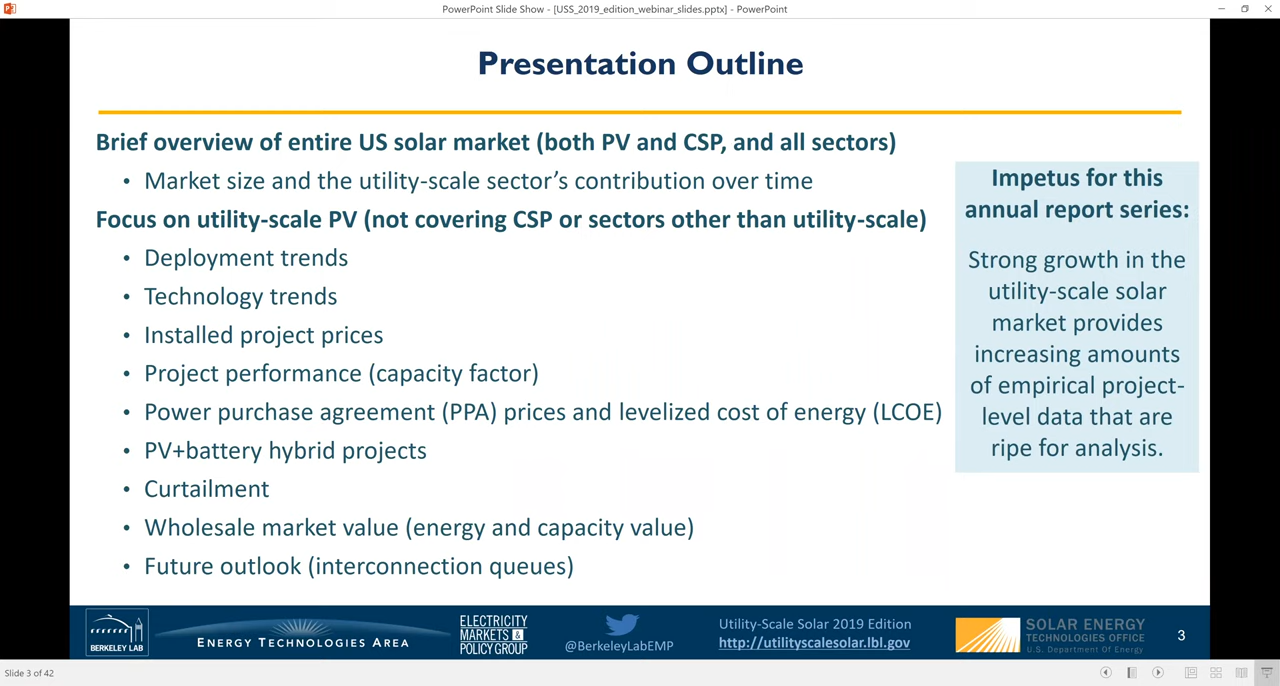 PowerPoint Slide Show - [USS_2019_edition_webinar_slides.pptx] - PowerPoint
Presentation Outline
Brief overview of entire US solar market (both PV and CSP, and all sectors)
• Market size and the utility-scale sector's contribution over time
Focus on utility-scale PV (not covering CSP or sectors other than utility-scale)
• Deployment trends
• Technology trends
• Installed project prices
• Project performance (capacity factor)
• Power purchase agreement (PPA) prices and levelized cost of energy (LCOE)
• PV+battery hybrid projects
• Curtailment
• Wholesale market value (energy and capacity value)
• Future outlook (interconnection queues)
Impetus for this
annual report series:
Strong growth in the
utility-scale solar
market provides
increasing amounts
of empirical project-
level data that are
ripe for analysis.
BERKELEY LAB
ENERGY TECHNOLOGIES AREA
ELECTRICITY
MARKETS &
POLICY GROUP
@BerkeleyLabEMP
Utility-Scale Solar 2019 Edition
http://utilityscalesolar.lbl.gov
SOLAR ENERGY
TECHNOLOGIES OFFICE
U.S. Department Of Energy
3
Slide 3 of 42